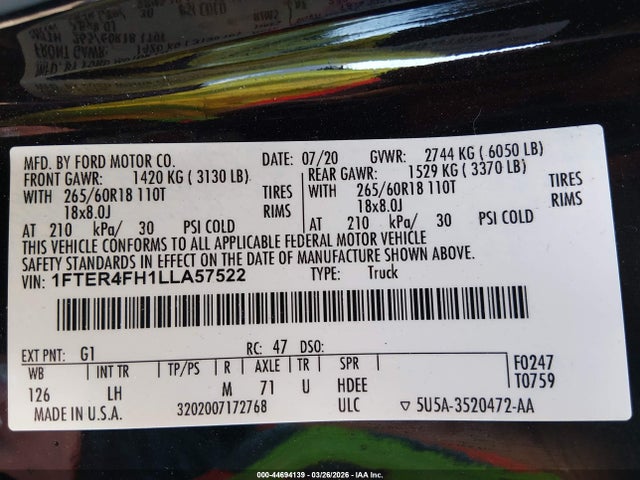 MFD. BY FORD MOTOR CO. DATE: 07/20 GVWR: 2744 KG ( 6050 LB)
FRONT GAWR: 1420 KG ( 3130 LB) REAR GAWR: 1529 KG ( 3370 LB)
WITH 265/60R18 110T TIRES WITH 265/60R18 110T TIRES
18x8.0J RIMS 18x8.0J RIMS
AT 210 kPa/ 30 PSI COLD AT 210 kPa/ 30 PSI COLD
THIS VEHICLE CONFORMS TO ALL APPLICABLE FEDERAL MOTOR VEHICLE
SAFETY STANDARDS IN EFFECT ON THE DATE OF MANUFACTURE SHOWN ABOVE.
VIN: 1FTER4FH1LLA57522 TYPE: Truck
EXT PNT: G1 RC: 47 DSO:
WB INT TR TP/PS R AXLE TR SPR F0247
126 LH M 71 U HDEE T0759
MADE IN U.S.A. 3202007172768 ULC ▽ 5U5A-3520472-AA
000-44694139 - 03/26/2026 - IAA Inc.